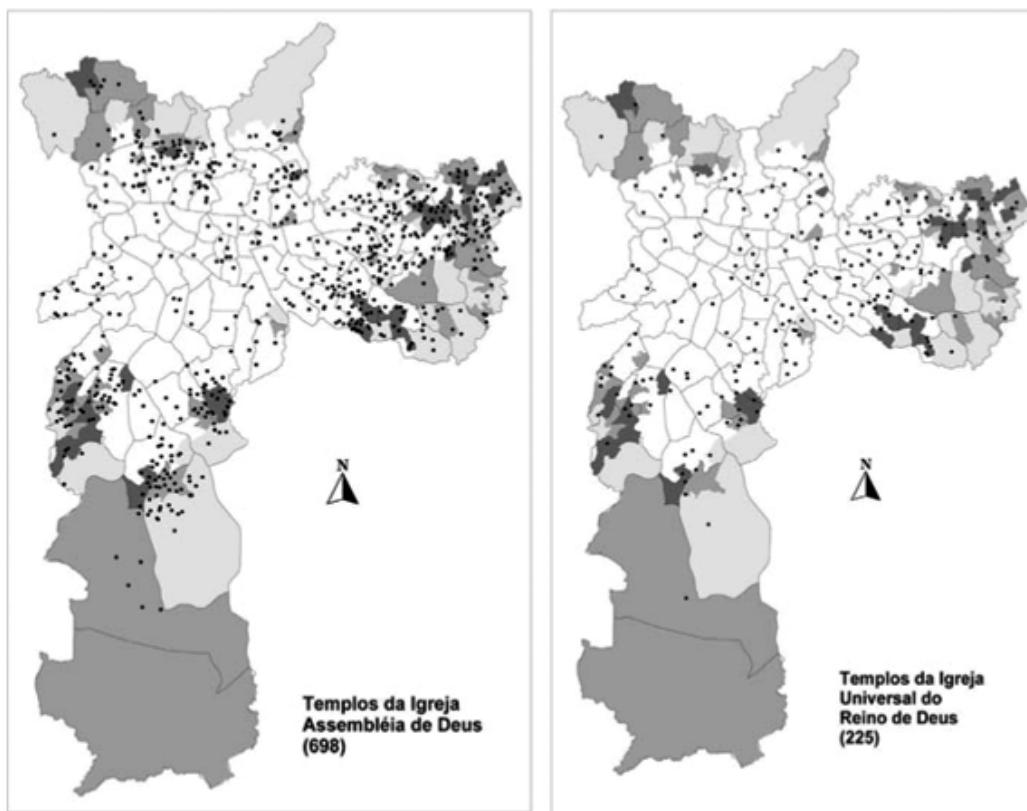 N
Templos da Igreja
Assembléia de Deus
(698)
N
Templos da Igreja
Universal do
Reino de Deus
(225)